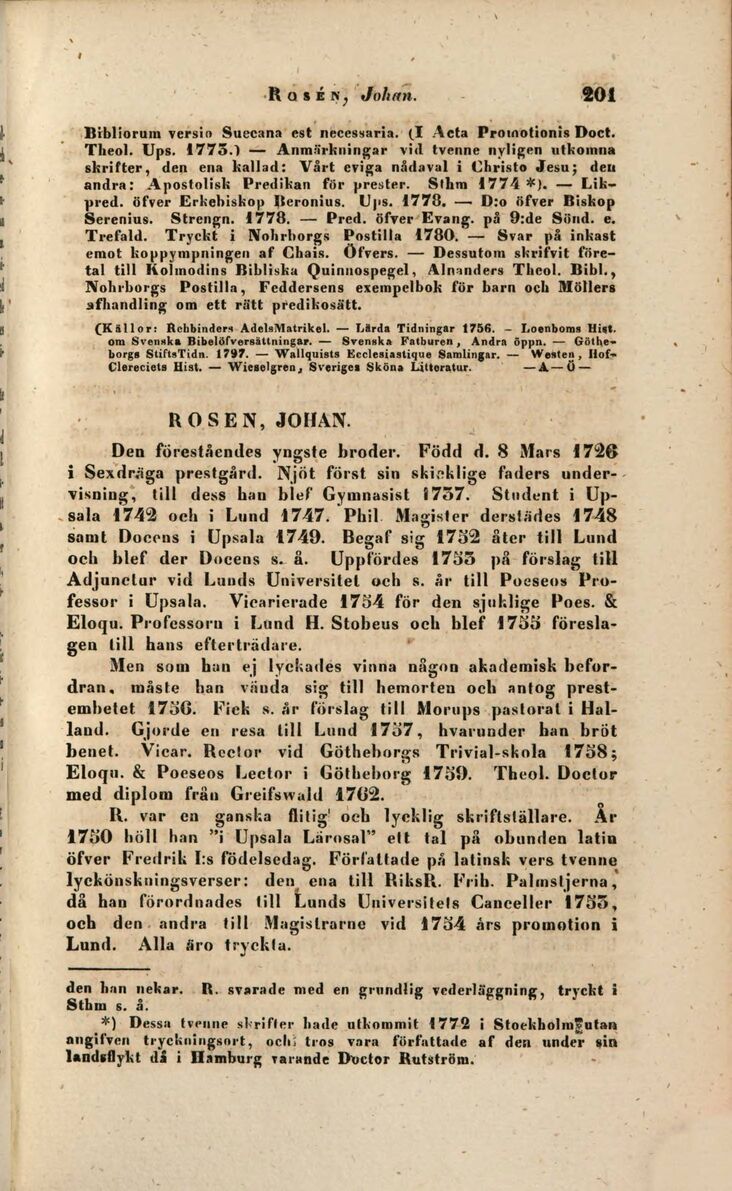 ROSÉN, Johan. 201
Bibliorum versio Suecana est necessaria. (I Acta Promotionis Doct.
Theol. Ups. 1773.) — Anmärkningar vid tvenne nyligen utkomna
skrifter, den ena kallad: Vårt eviga nådaval i Christo Jesu; den
andra: Apostolisk Predikan för prester. Sthm 1774 *). — Lik-
pred. öfver Erkebiskop Beronius. Ups. 1778. — D:o öfver Biskop
Serenius. Strengn. 1778. — Pred. öfver Evang. på 9:de Sönd. e.
Trefald. Tryckt i Nohrborgs Postilla 1780. — Svar på inkast
emot koppympningen af Chais. Öfvers. — Dessutom skrifvit före-
tal till Kolmodins Bibliska Quinnospegel, Alnanders Theol. Bibl.,
Nohrborgs Postilla, Feddersens exempelbok för barn och Möllers
afhandling om ett rätt predikosätt.
(Källor: Rehbinders AdelsMatrikel. — Lärda Tidningar 1756. – Loenboms Hist.
om Svenska Bibelöfversättningar. — Svenska Fatburen, Andra öppn. — Göthe-
borgs StiftsTidn. 1797. — Wallquists Ecclesiastique Samlingar. — Westen, Hof-
Clereciets Hist. — Wieselgren, Sveriges Sköna Litteratur. —A—Ö—
ROSEN, JOHAN.
Den föreståendes yngste broder. Född d. 8 Mars 1726
i Sexdräga prestgård. Njöt först sin skicklige faders under-
visning, till dess han blef Gymnasist 1737. Student i Up-
sala 1742 och i Lund 1747. Phil Magister derstädes 1748
samt Docens i Upsala 1749. Begaf sig 1752 åter till Lund
och blef der Docens s. å. Uppfördes 1753 på förslag till
Adjunctur vid Lunds Universitet och s. år till Poeseos Pro-
fessor i Upsala. Vicarierade 1754 för den sjuklige Poes. &
Eloqu. Professorn i Lund H. Stobeus och blef 1755 föresla-
gen till hans efterträdare.
Men som han ej lyckades vinna någon akademisk befor-
dran, måste han vända sig till hemorten och antog prest-
embetet 1756. Fick s. år förslag till Morups pastorat i Hal-
land. Gjorde en resa till Lund 1757, hvarunder han bröt
benet. Vicar. Rector vid Götheborgs Trivial-skola 1758;
Eloqu. & Poeseos Lector i Götheborg 1759. Theol. Doctor
med diplom från Greifswald 1762.
R. var en ganska flitig och lycklig skriftställare. År
1750 höll han "i Upsala Lärosal" ett tal på obunden latin
öfver Fredrik I:s födelsedag. Författade på latinsk vers tvenne
lyckönskningsverser: den ena till RiksR. Frih. Palmstjerna,
då han förordnades till Lunds Universitets Canceller 1753,
och den andra till Magistrarne vid 1754 års promotion i
Lund. Alla äro tryckta.
den han nekar. R. svarade med en grundlig vederläggning, tryckt i
Sthm s. å.
*) Dessa tvenne skrifter hade utkommit 1772 i Stockholm utan
angifven tryckningsort, och tros vara författade af den under sin
landsflykt då i Hamburg varande Doctor Rutström.